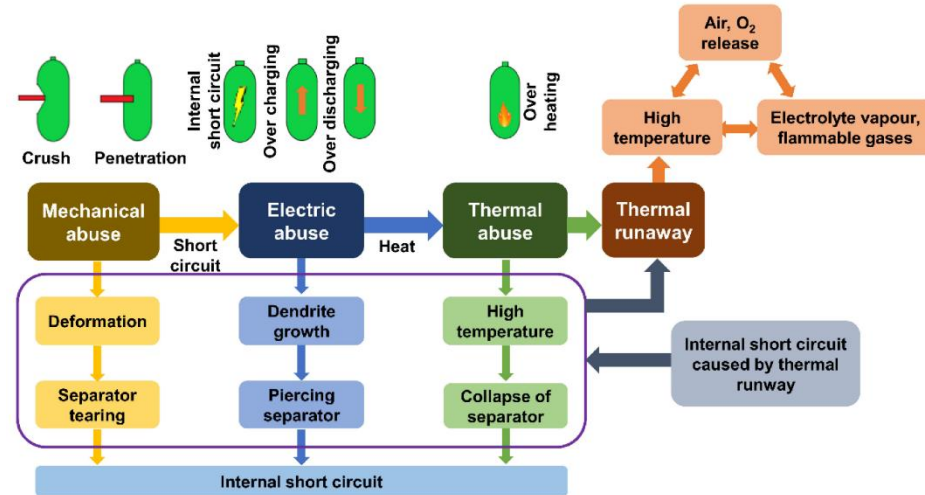 Air, O₂
release
Internal
short circuit
Over charging
Over discharging
Over
heating
High
temperature
Electrolyte vapour,
flammable gases
Crush
Penetration
Mechanical
abuse
Short
circuit
Electric
abuse
Heat
Thermal
abuse
Thermal
runaway
Deformation
Dendrite
growth
High
temperature
Internal short circuit
caused by thermal
runway
Separator
tearing
Piercing
separator
Collapse of
separator
Internal short circuit